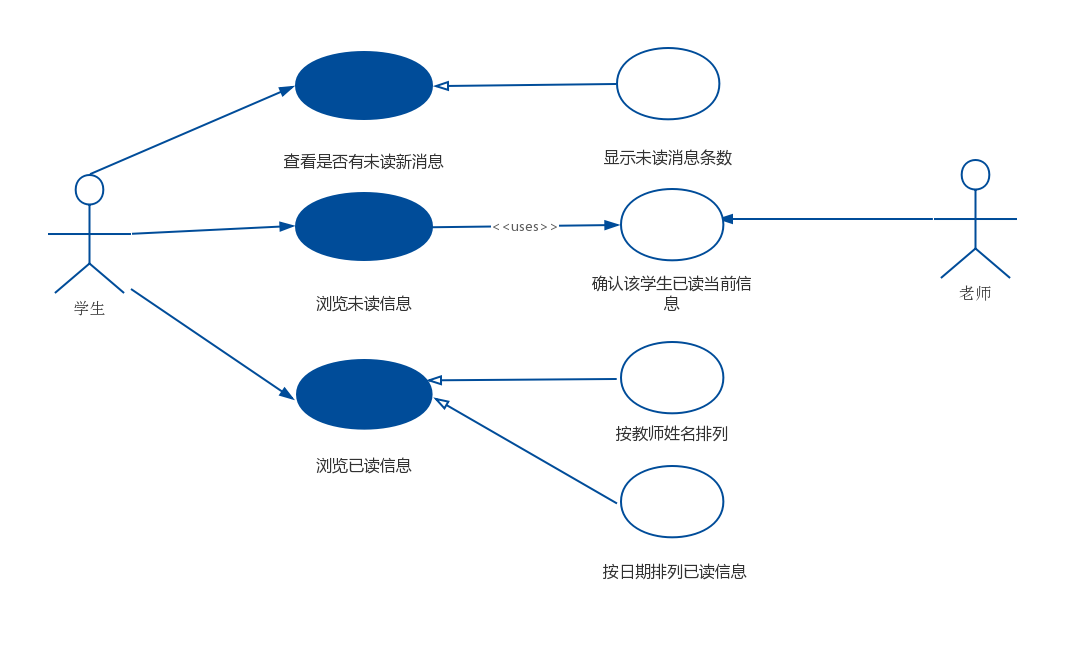 查看是否有未读新消息
显示未读消息条数
<<uses>>
浏览未读信息
确认该学生已读当前信
息
学生
老师
按教师姓名排列
浏览已读信息
按日期排列已读信息